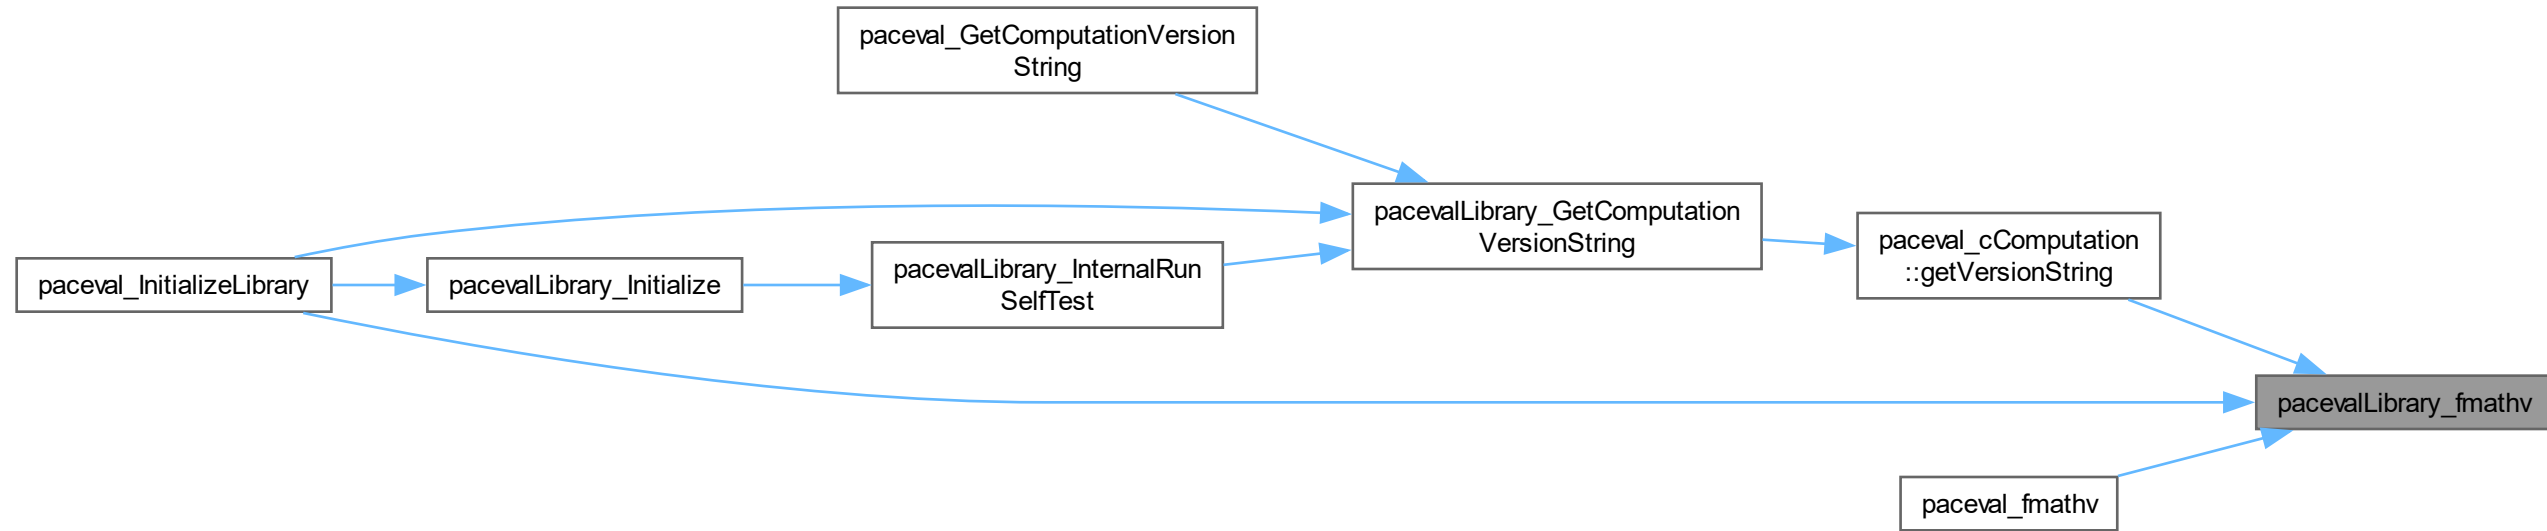 paceval_GetComputationVersion
String
pacevalLibrary_GetComputation
VersionString
paceval_cComputation
::getVersionString
paceval_InitializeLibrary
pacevalLibrary_Initialize
pacevalLibrary_InternalRun
SelfTest
pacevalLibrary_fmathv
paceval_fmathv